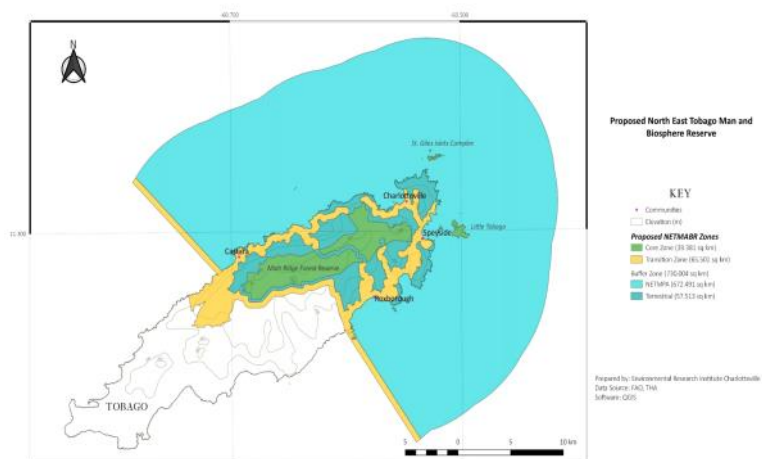 60.700
60.500
N
St. Giles Islets Complex
Charlotteville
11.300
Speyside
Little Tobago
Castara
Main Ridge Forest Reserve
Roxborough
TOBAGO
5 0 5 10 km
Proposed North East Tobago Man and
Biosphere Reserve
KEY
Communities
Elevation (m)
Proposed NETMABR Zones
Core Zone (39.361 sq km)
Transition Zone (65.501 sq km)
Buffer Zone (730.004 sq km)
NETMPA (672.491 sq km)
Terrestrial (57.513 sq km)
Prepared by: Environmental Research Institute Charlotteville
Data Source: FAO, THA
Software: QGIS